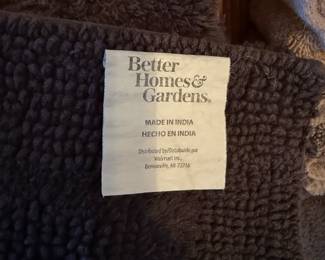 Better
Homes&
Gardens®
MADE IN INDIA
HECHO EN INDIA
Distributed by/Distribuido por
Walmart Inc.,
Bentonville, AR 72716